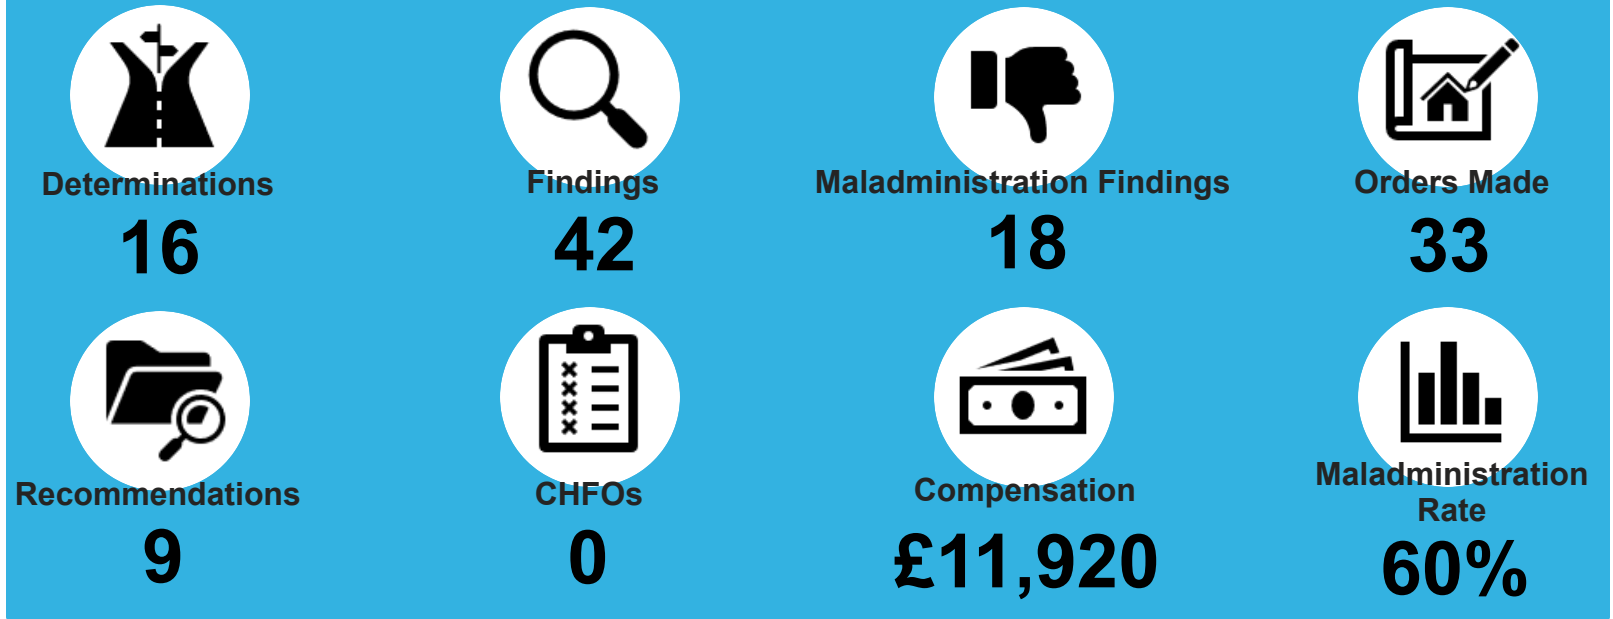 Determinations
16
Findings
42
Maladministration Findings
18
Orders Made
33
Recommendations
9
CHFOs
0
Compensation
£11,920
Maladministration
Rate
60%